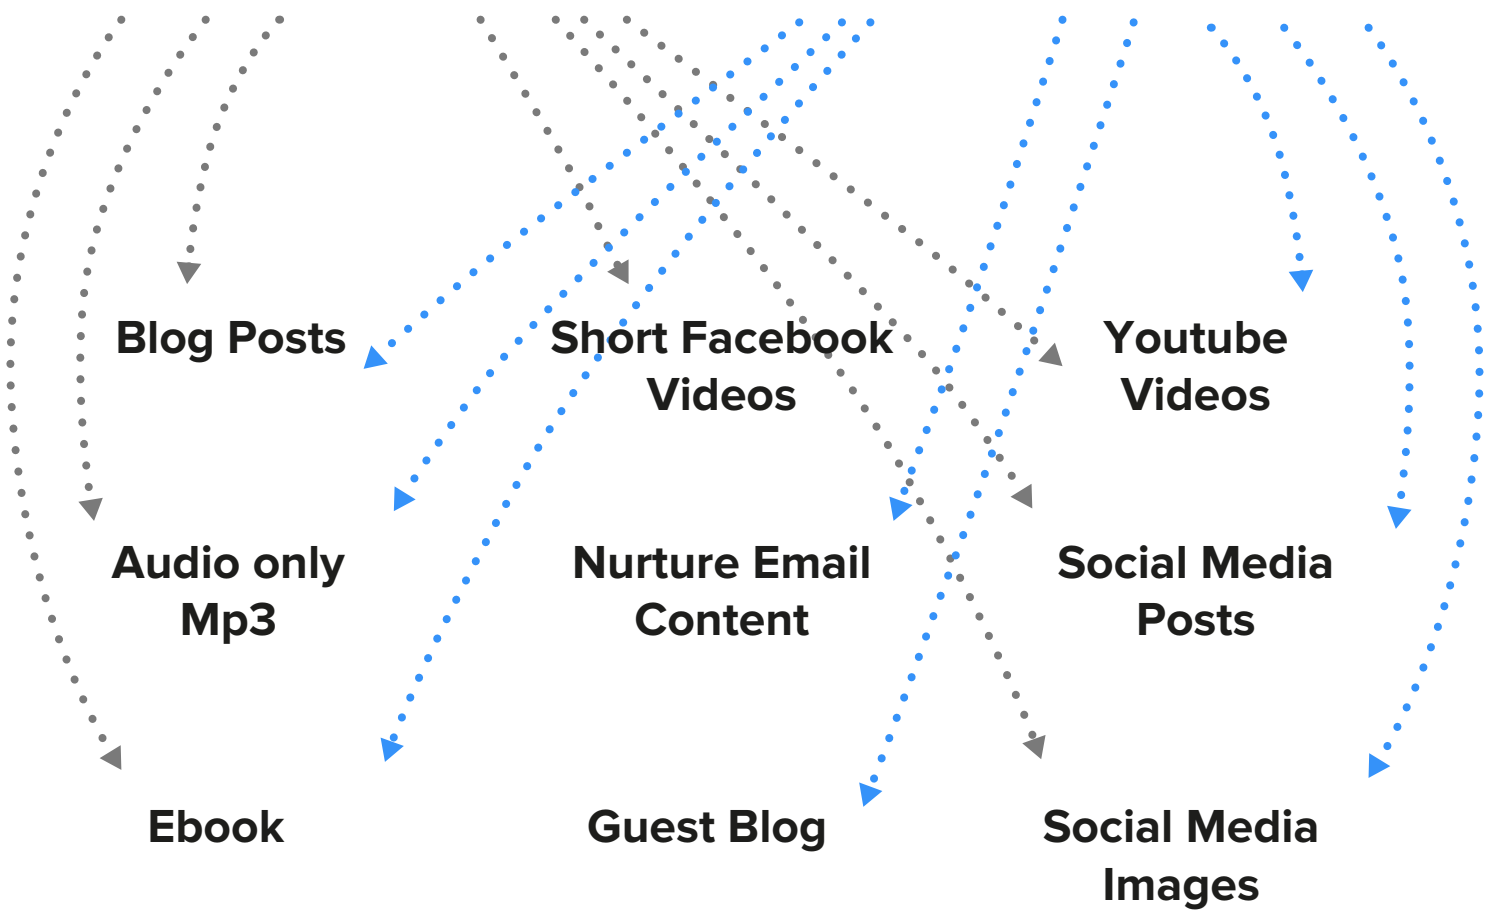 Blog Posts
Short Facebook
Videos
Youtube
Videos
Audio only
Mp3
Nurture Email
Content
Social Media
Posts
Ebook
Guest Blog
Social Media
Images